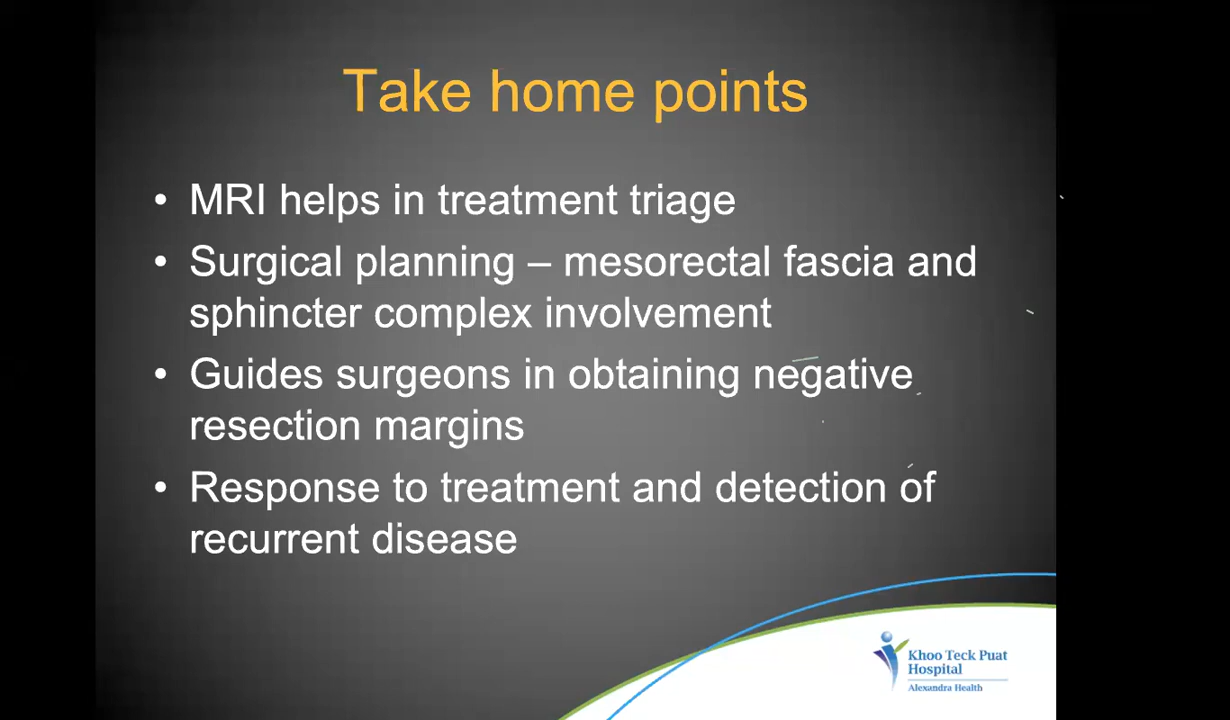 Take home points
• MRI helps in treatment triage
• Surgical planning – mesorectal fascia and
sphincter complex involvement
• Guides surgeons in obtaining negative
resection margins
• Response to treatment and detection of
recurrent disease
Khoo Teck Puat
Hospital
Alexandra Health